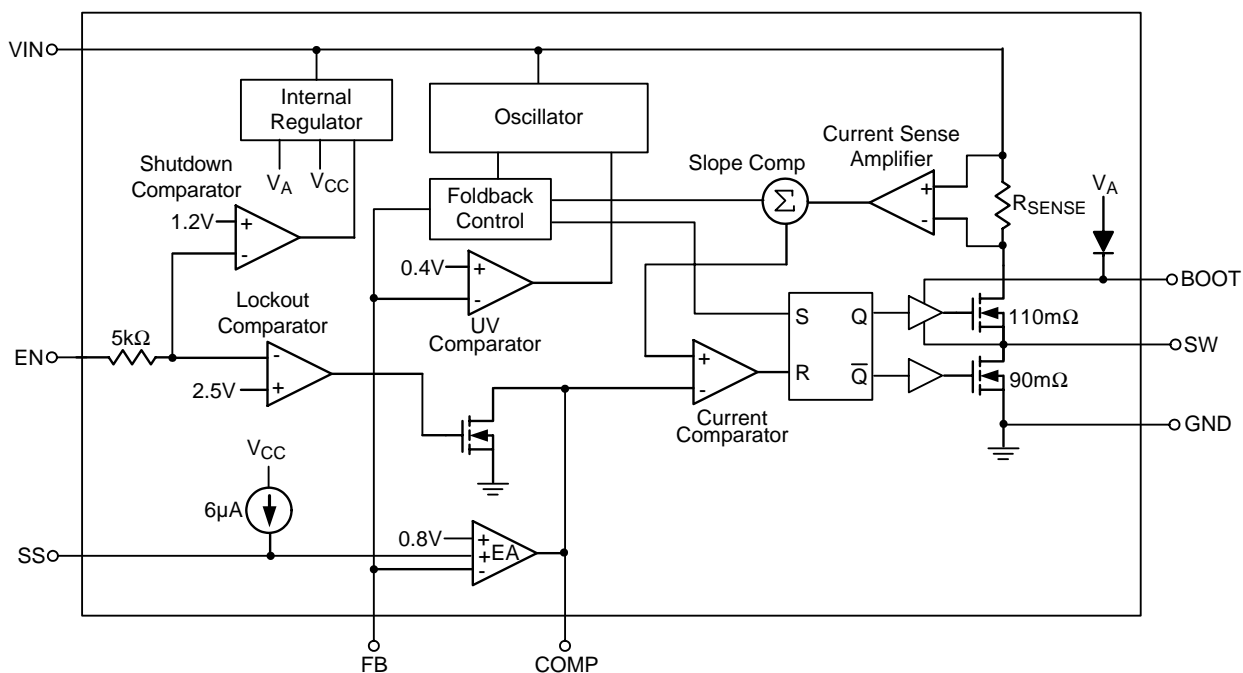 VIN
Internal
Regulator
Oscillator
Current Sense
Amplifier
Slope Comp
Shutdown
Comparator
VA
VCC
Foldback
Control
Σ
+
-
RSENSE
VA
1.2V
+
-
0.4V
+
-
BOOT
Lockout
Comparator
UV
Comparator
S
Q
110mΩ
5kΩ
EN
-
+
2.5V
+
-
R
Q̅
SW
90mΩ
Current
Comparator
GND
VCC
6µA
0.8V
+
+
-
EA
SS
FB
COMP